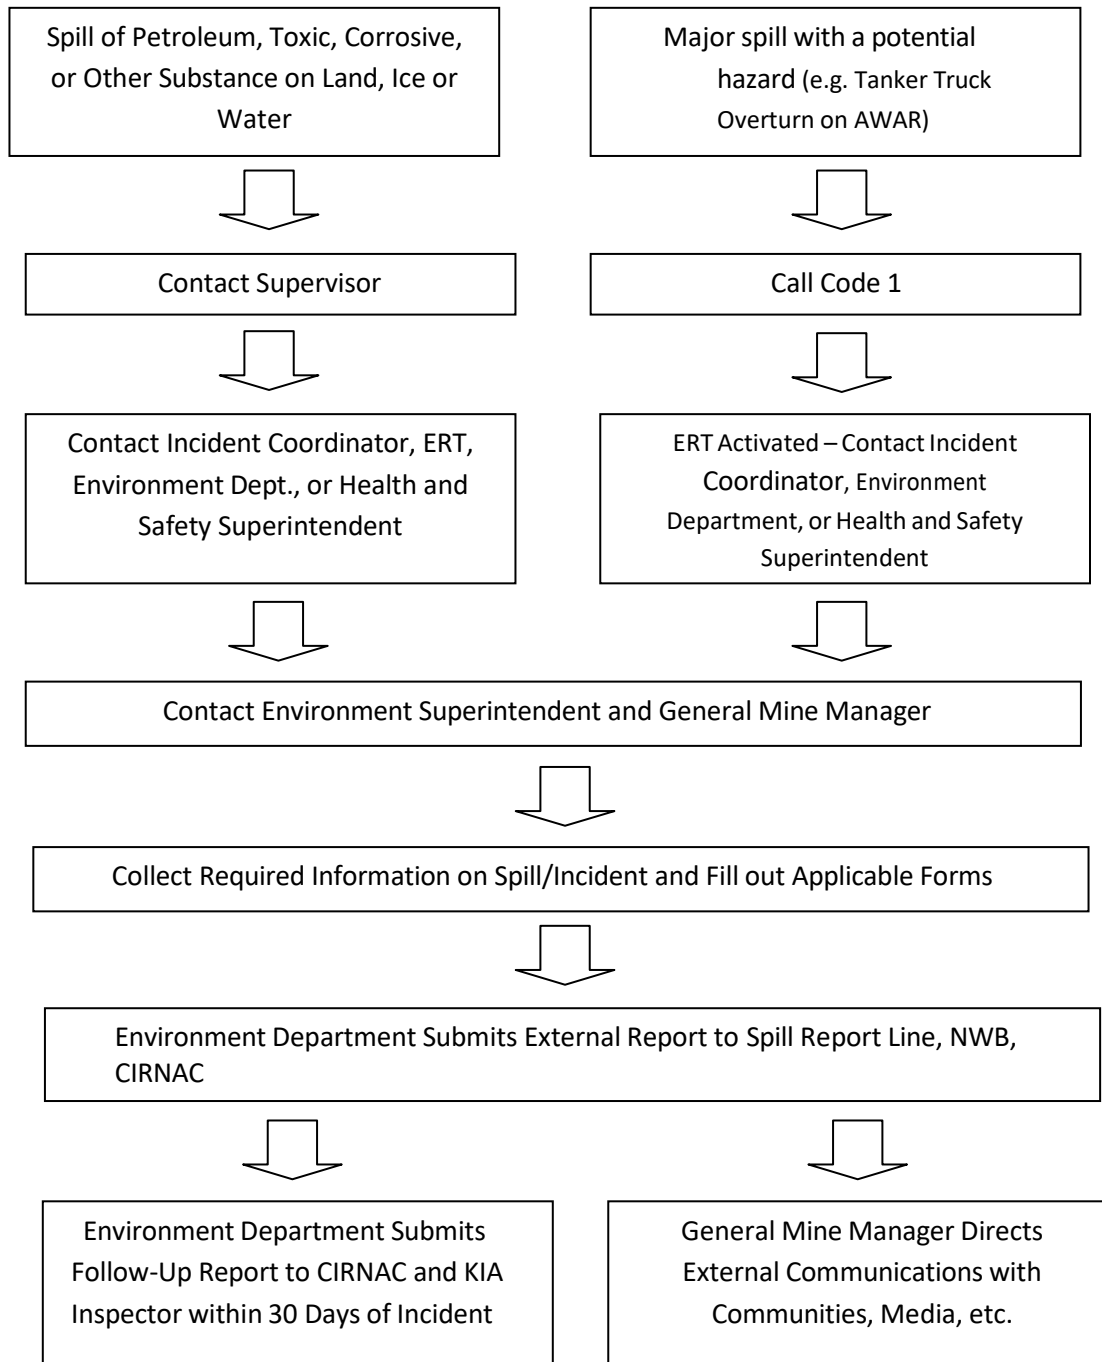 Spill of Petroleum, Toxic, Corrosive,
or Other Substance on Land, Ice or
Water
Major spill with a potential
hazard (e.g. Tanker Truck
Overturn on AWAR)
Contact Supervisor
Call Code 1
Contact Incident Coordinator, ERT,
Environment Dept., or Health and
Safety Superintendent
ERT Activated – Contact Incident
Coordinator, Environment
Department, or Health and Safety
Superintendent
Contact Environment Superintendent and General Mine Manager
Collect Required Information on Spill/Incident and Fill out Applicable Forms
Environment Department Submits External Report to Spill Report Line, NWB,
CIRNAC
Environment Department Submits
Follow-Up Report to CIRNAC and KIA
Inspector within 30 Days of Incident
General Mine Manager Directs
External Communications with
Communities, Media, etc.